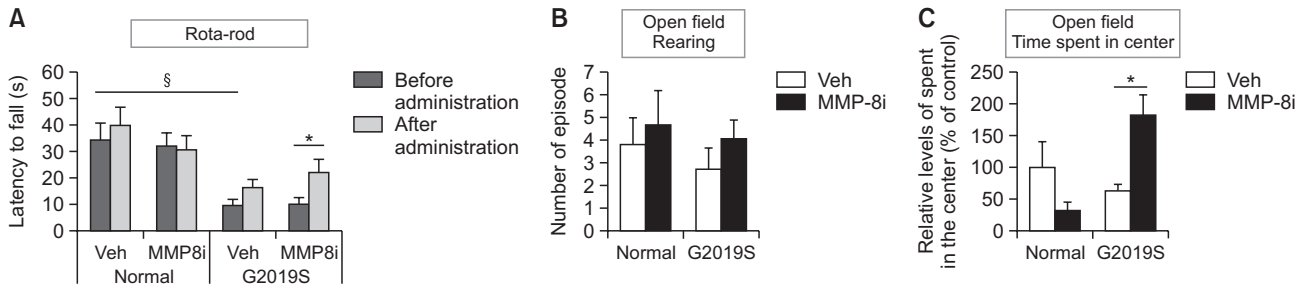 A
Rota-rod
Latency to fall (s)
60
50
40
30
20
10
0
§
*
Veh
MMP8i
Veh
MMP8i
Normal
G2019S
Before
administration
After
administration
B
Open field
Rearing
Number of episode
7
6
5
4
3
2
1
0
Normal
G2019S
Veh
MMP-8i
C
Open field
Time spent in center
Relative levels of spent
in the center (% of control)
250
200
150
100
50
0
*
Normal
G2019S
Veh
MMP-8i